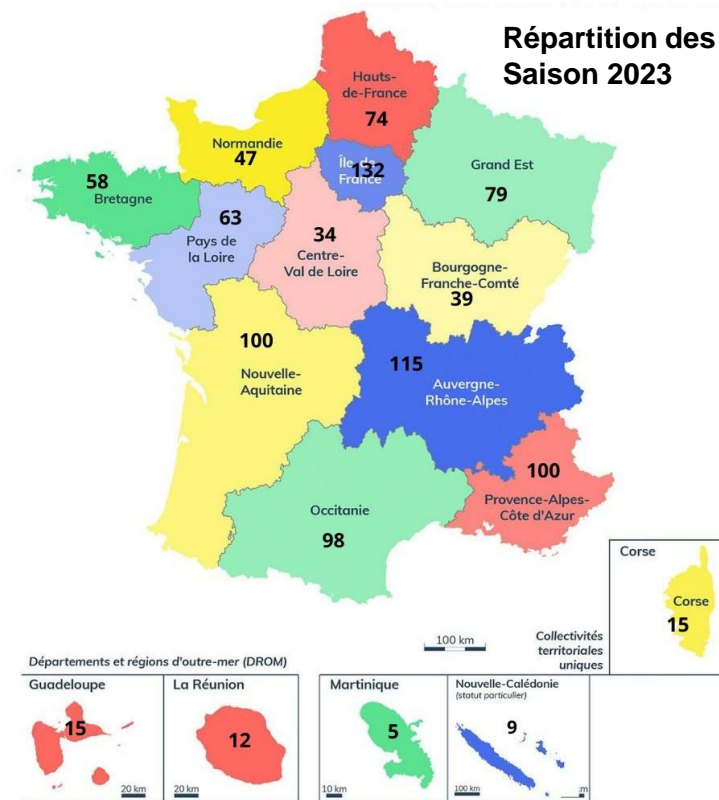 Répartition des
Saison 2023
Hauts-
de-France
74
Normandie
47
Île-de-
France
132
Grand Est
79
58
Bretagne
63
Pays de
la Loire
34
Centre-
Val de Loire
Bourgogne-
Franche-Comté
39
100
Nouvelle-
Aquitaine
115
Auvergne-
Rhône-Alpes
100
Provence-Alpes-
Côte d'Azur
Occitanie
98
Corse
Corse
15
100 km
Collectivités
territoriales
uniques
Départements et régions d'outre-mer (DROM)
Guadeloupe
15
20 km
La Réunion
12
20 km
Martinique
5
10 km
Nouvelle-Calédonie
(statut particulier)
9
100 km